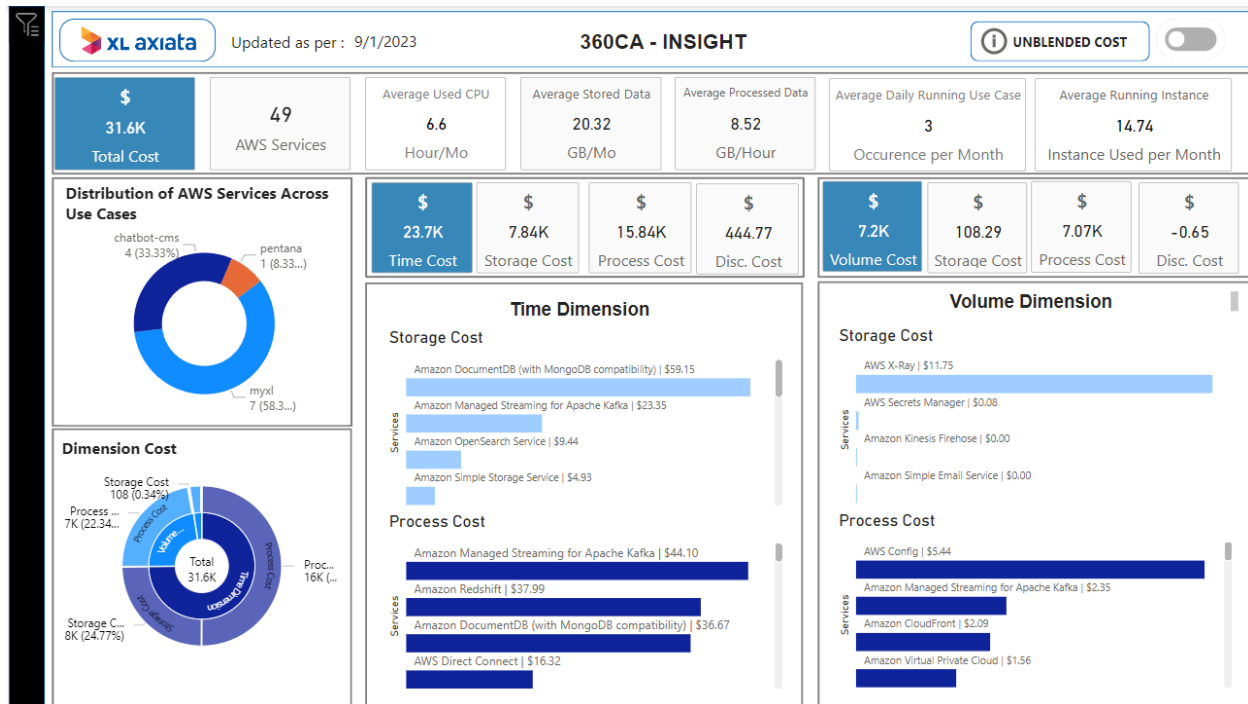 XL axiata
Updated as per : 9/1/2023
360CA - INSIGHT
UNBLENDED COST
$
31.6K
Total Cost
49
AWS Services
Average Used CPU
6.6
Hour/Mo
Average Stored Data
20.32
GB/Mo
Average Processed Data
8.52
GB/Hour
Average Daily Running Use Case
3
Occurence per Month
Average Running Instance
14.74
Instance Used per Month
Distribution of AWS Services Across
Use Cases
chatbot-cms
4 (33.33%)
pentana
1 (8.33...)
myxl
7 (58.3...)
Dimension Cost
Storage Cost
108 (0.34%)
Process ...
7K (22.34...
Process Cost
Volume...
Total
31.6K
Time Dimension
Process Cost
Storage Cost
Proc...
16K (...
Storage C...
8K (24.77%)
$
23.7K
Time Cost
$
7.84K
Storage Cost
$
15.84K
Process Cost
$
444.77
Disc. Cost
Time Dimension
Storage Cost
Services
Amazon DocumentDB (with MongoDB compatibility) | $59.15
Amazon Managed Streaming for Apache Kafka | $23.35
Amazon OpenSearch Service | $9.44
Amazon Simple Storage Service | $4.93
Process Cost
Services
Amazon Managed Streaming for Apache Kafka | $44.10
Amazon Redshift | $37.99
Amazon DocumentDB (with MongoDB compatibility) | $36.67
AWS Direct Connect | $16.32
$
7.2K
Volume Cost
$
108.29
Storage Cost
$
7.07K
Process Cost
$
-0.65
Disc. Cost
Volume Dimension
Storage Cost
Services
AWS X-Ray | $11.75
AWS Secrets Manager | $0.08
Amazon Kinesis Firehose | $0.00
Amazon Simple Email Service | $0.00
Process Cost
Services
AWS Config | $5.44
Amazon Managed Streaming for Apache Kafka | $2.35
Amazon CloudFront | $2.09
Amazon Virtual Private Cloud | $1.56